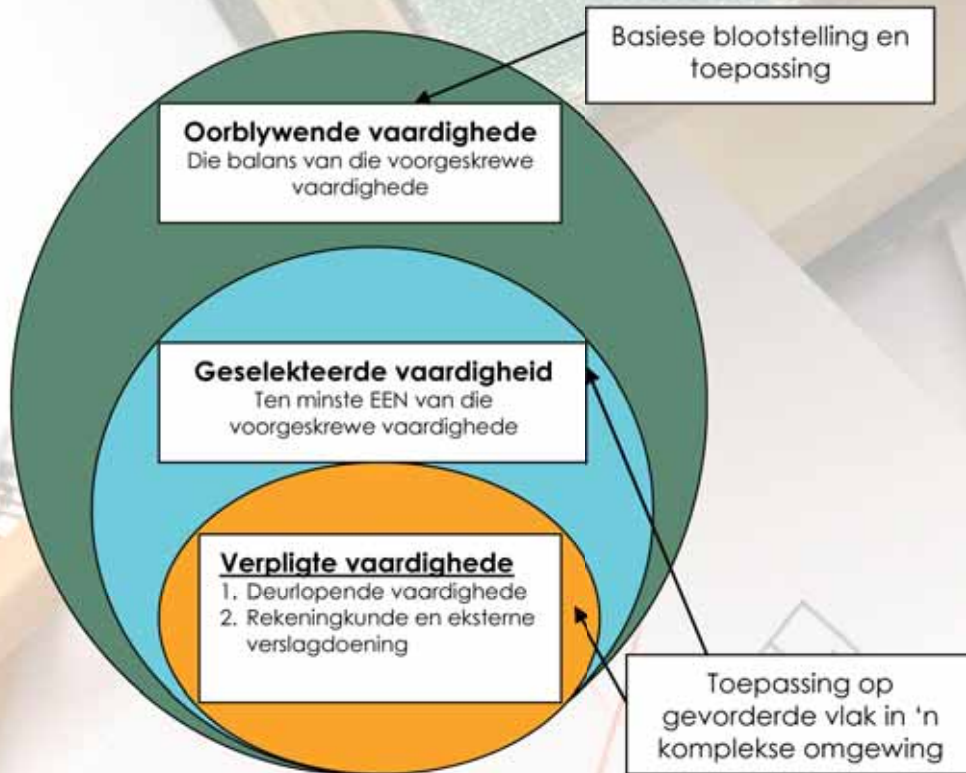 Basiese blootstelling en
toepassing
Oorblywende vaardighede
Die balans van die voorgeskrewe
vaardighede
Geselekteerde vaardigheid
Ten minste EEN van die
voorgeskrewe vaardighede
Verpligte vaardighede
1. Deurlopende vaardighede
2. Rekeningkunde en eksterne
verslagdoening
Toepassing op
gevorderde vlak in ‘n
komplekse omgewing